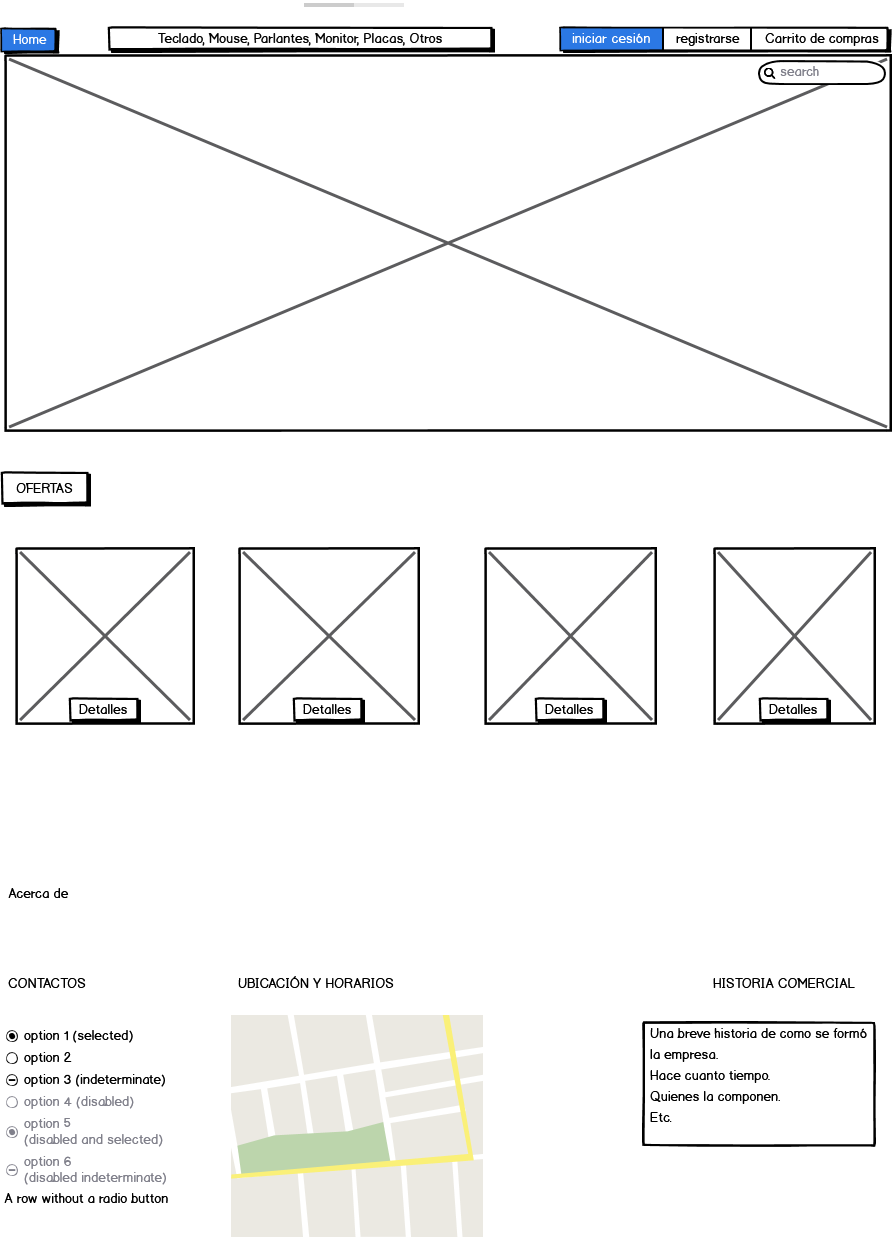 Home
Teclado, Mouse, Parlantes, Monitor, Placas, Otros
iniciar cesión
registrarse
Carrito de compras
search
OFERTAS
Detalles
Detalles
Detalles
Detalles
Acerca de
CONTACTOS
option 1 (selected)
option 2
option 3 (indeterminate)
option 4 (disabled)
option 5
(disabled and selected)
option 6
(disabled indeterminate)
A row without a radio button
UBICACIÓN Y HORARIOS
HISTORIA COMERCIAL
Una breve historia de como se formó
la empresa.
Hace cuanto tiempo.
Quienes la componen.
Etc.